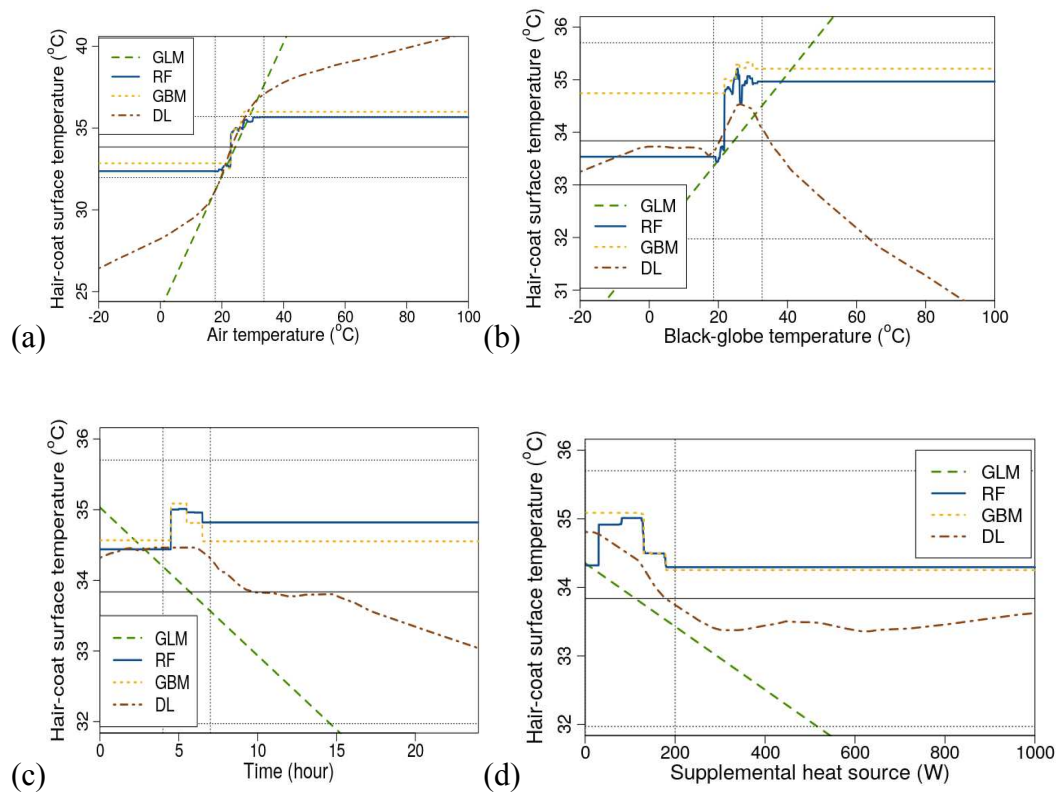 Hair-coat surface temperature (°C)
40
35
30
25
GLM
RF
GBM
DL
-20 0 20 40 60 80 100
(a) Air temperature (°C)
Hair-coat surface temperature (°C)
36
35
34
33
32
31
GLM
RF
GBM
DL
-20 0 20 40 60 80 100
(b) Black-globe temperature (°C)
Hair-coat surface temperature (°C)
36
35
34
33
32
GLM
RF
GBM
DL
0 5 10 15 20
(c) Time (hour)
Hair-coat surface temperature (°C)
36
35
34
33
32
GLM
RF
GBM
DL
0 200 400 600 800 1000
(d) Supplemental heat source (W)